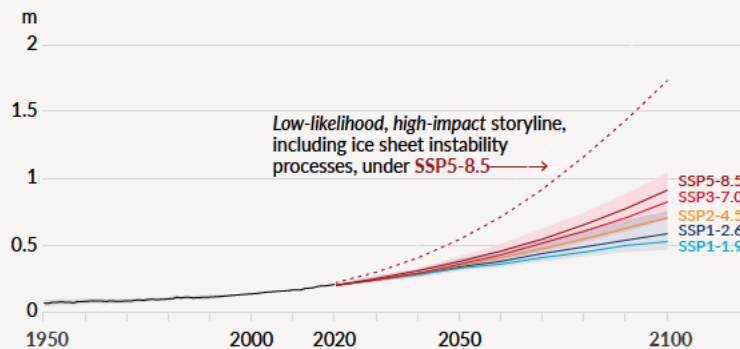 m
2
1.5
Low-likelihood, high-impact storyline,
including ice sheet instability
processes, under SSP5-8.5
1
SSP5-8.5
SSP3-7.0
SSP2-4.5
SSP1-2.6
SSP1-1.9
0.5
0
1950 2000 2020 2050 2100